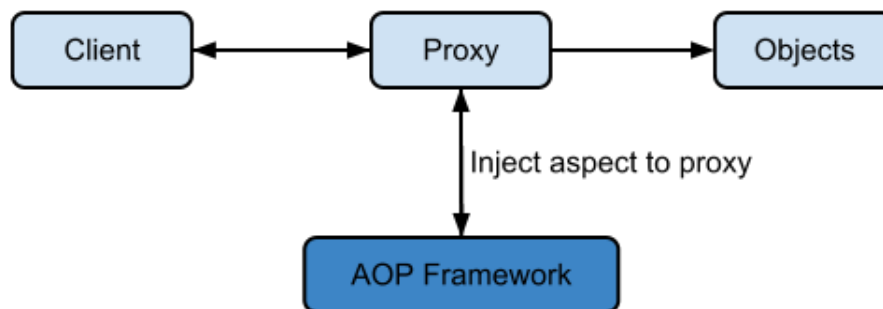 Client
Proxy
Objects
Inject aspect to proxy
AOP Framework